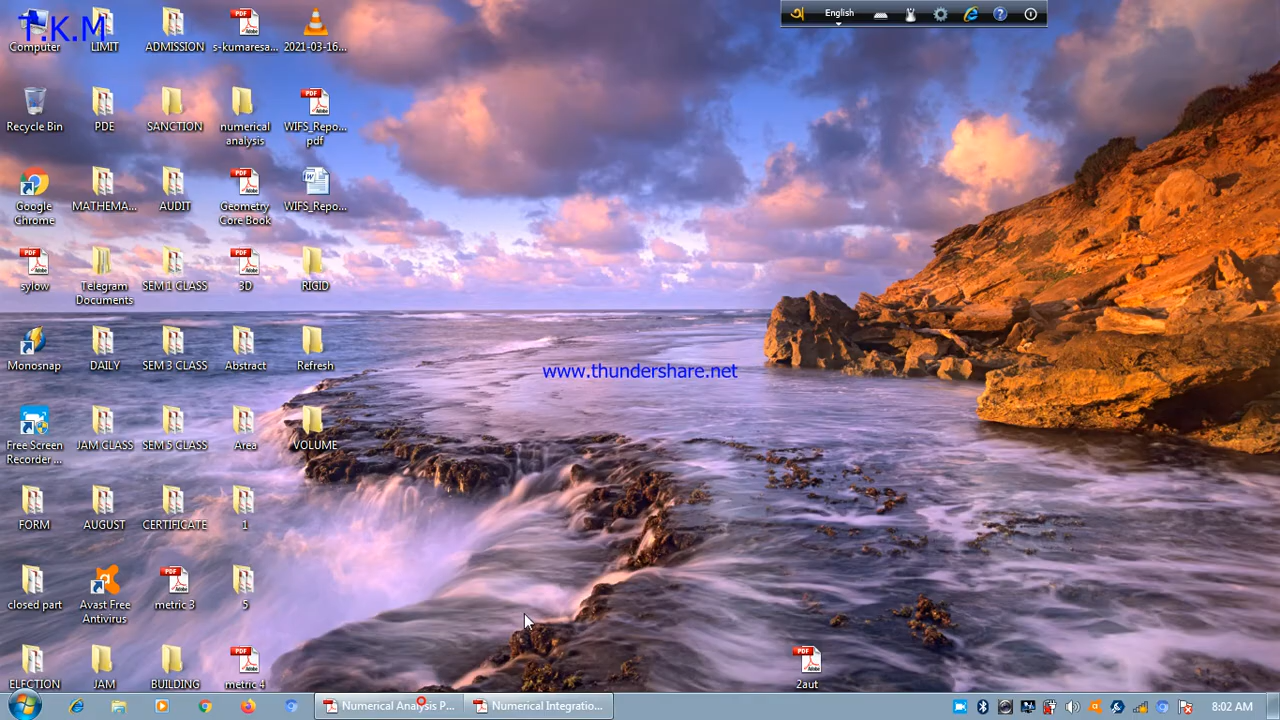 T.K.M
English
Computer
LIMIT
ADMISSION
s-kumaresa...
2021-03-16...
Recycle Bin
PDE
SANCTION
numerical
analysis
WIFS_Repo...
pdf
Google
Chrome
MATHEMA...
AUDIT
Geometry
Core Book
WIFS_Repo...
sylow
Telegram
Documents
SEM 1 CLASS
3D
RIGID
Monosnap
DAILY
SEM 3 CLASS
Abstract
Refresh
www.thundershare.net
Free Screen
Recorder ...
JAM CLASS
SEM 5 CLASS
Area
VOLUME
FORM
AUGUST
CERTIFICATE
1
closed part
Avast Free
Antivirus
metric 3
5
ELECTION
JAM
BUILDING
metric 4
2aut
Numerical Analysis P...
Numerical Integratio...
8:02 AM